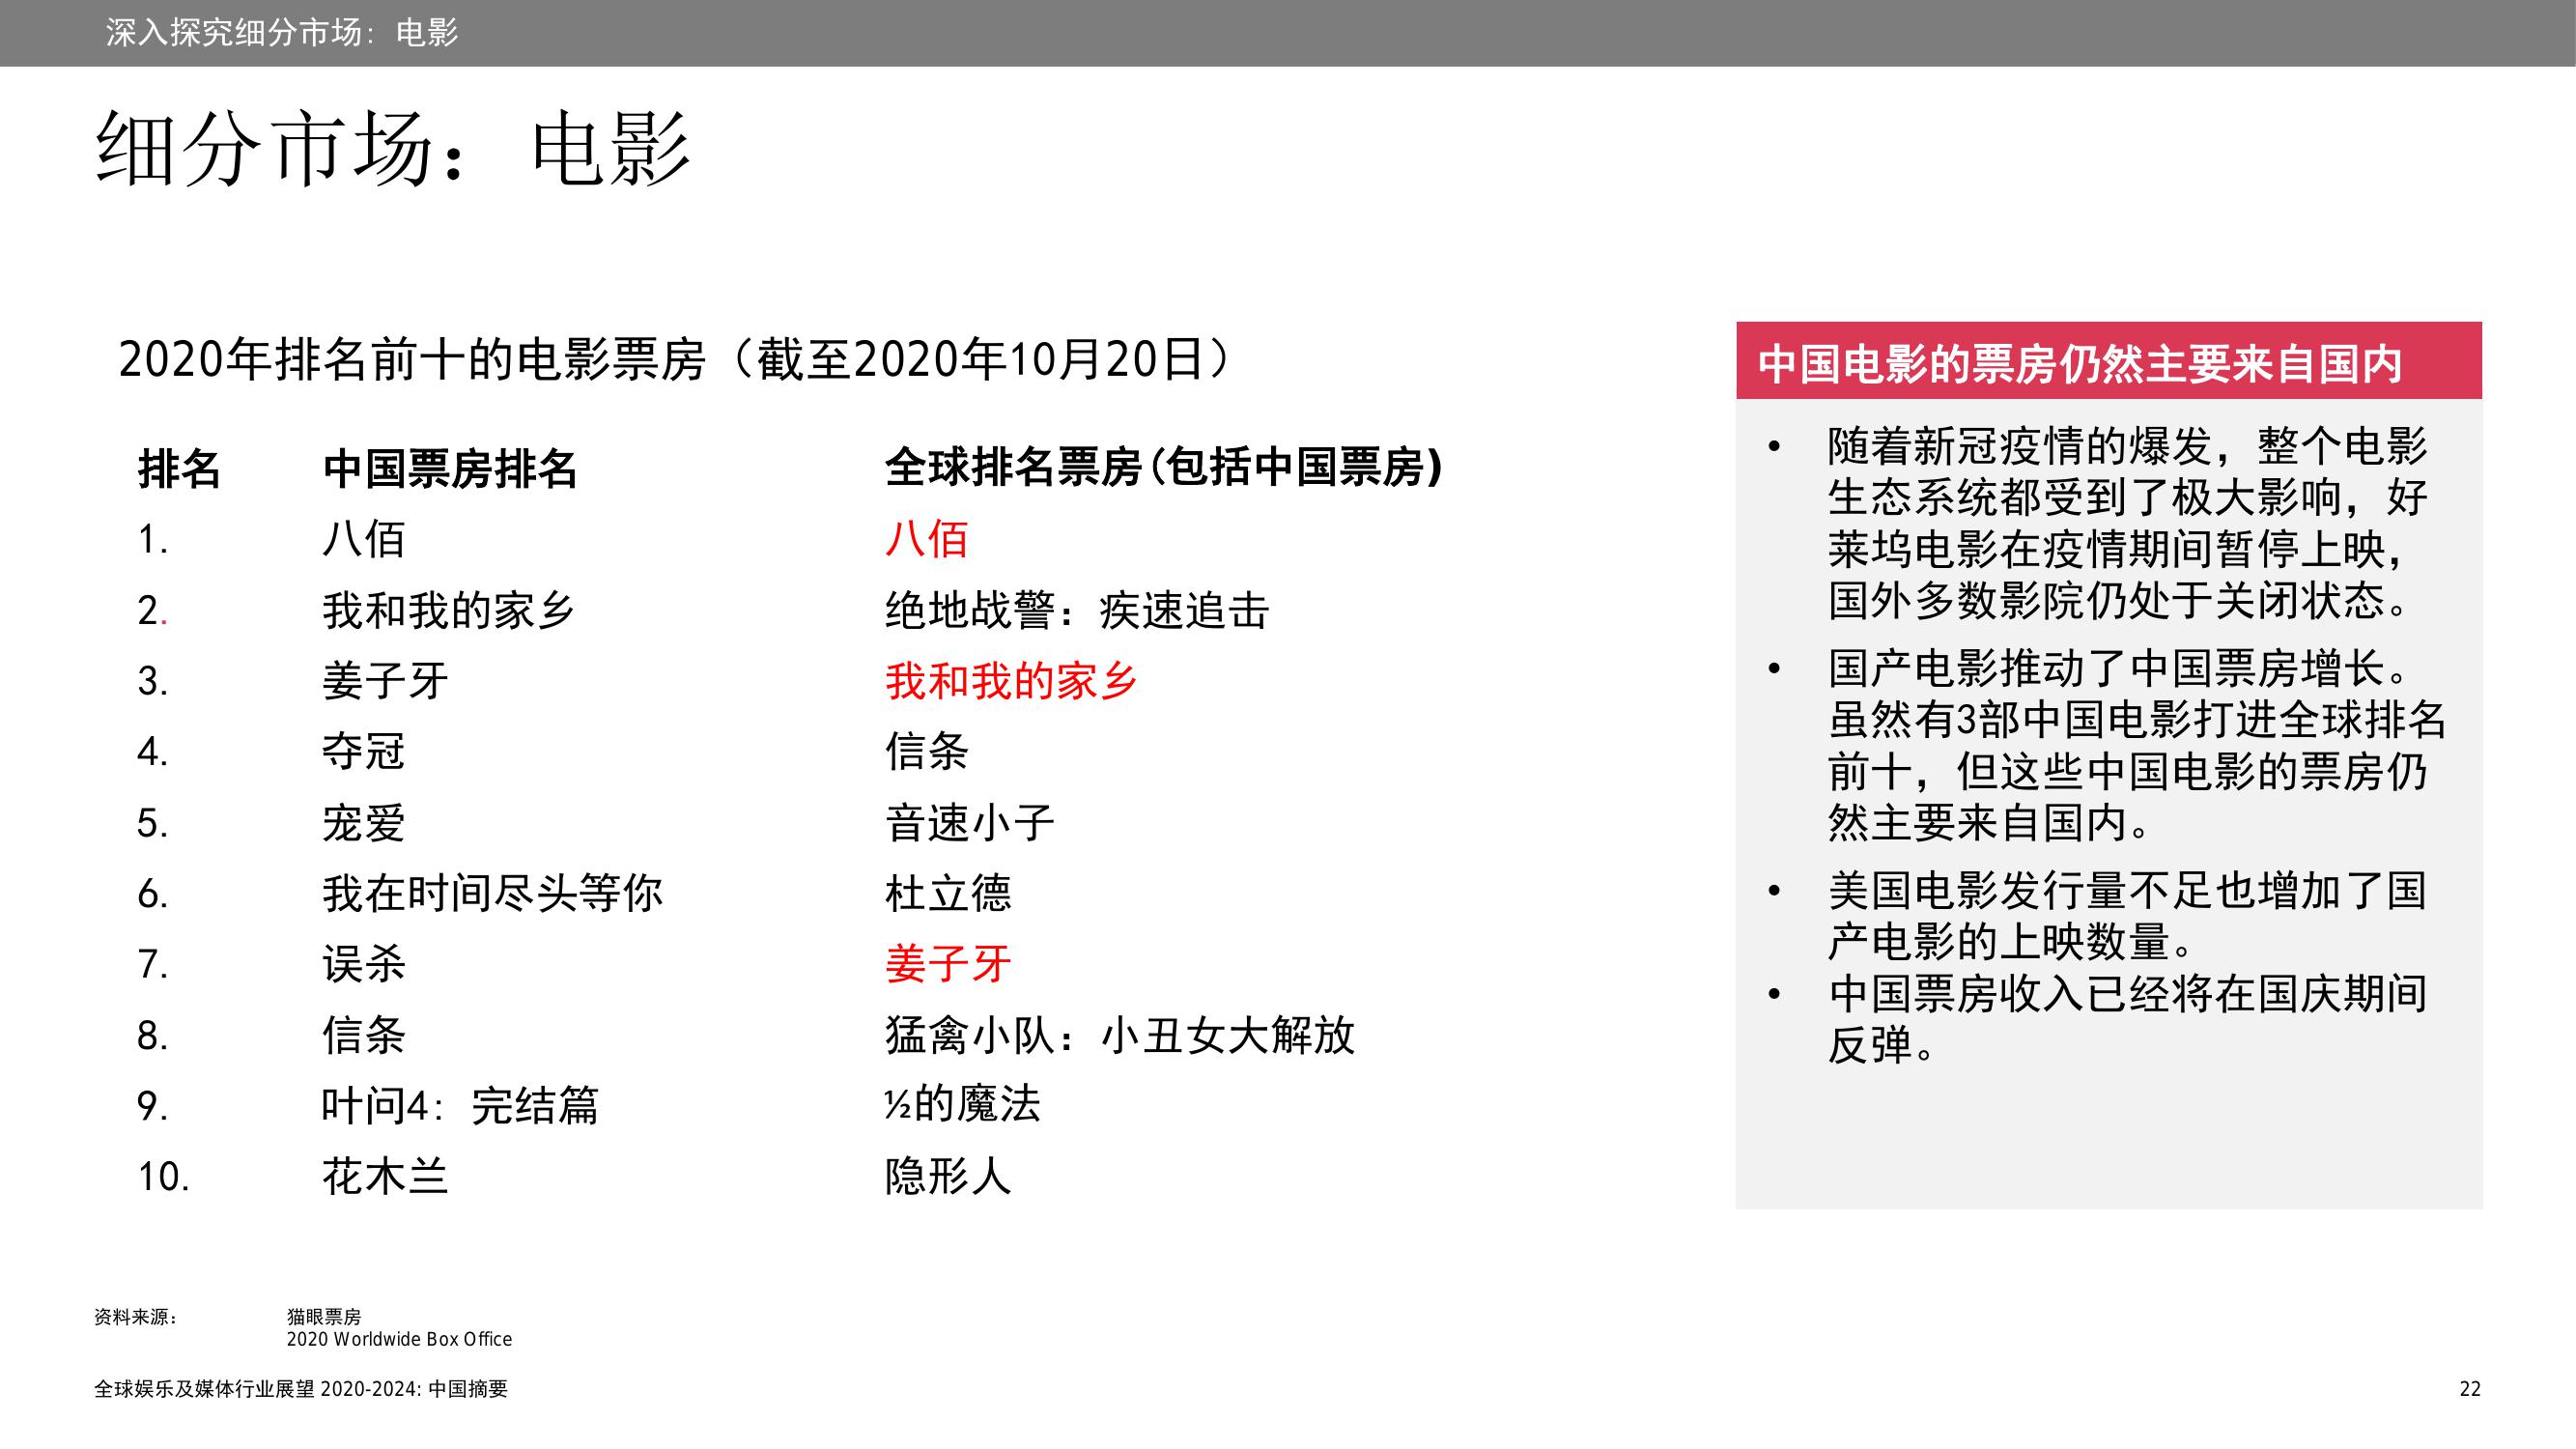 深入探究细分市场：电影
细分市场：电影
2020年排名前十的电影票房（截至2020年10月20日）
排名 中国票房排名 全球排名票房(包括中国票房)
1. 八佰 八佰
2. 我和我的家乡 绝地战警：疾速追击
3. 姜子牙 我和我的家乡
4. 夺冠 信条
5. 宠爱 音速小子
6. 我在时间尽头等你 杜立德
7. 误杀 姜子牙
8. 信条 猛禽小队：小丑女大解放
9. 叶问4：完结篇 ½的魔法
10. 花木兰 隐形人
中国电影的票房仍然主要来自国内
• 随着新冠疫情的爆发，整个电影
生态系统都受到了极大影响，好
莱坞电影在疫情期间暂停上映，
国外多数影院仍处于关闭状态。
• 国产电影推动了中国票房增长。
虽然有3部中国电影打进全球排名
前十，但这些中国电影的票房仍
然主要来自国内。
• 美国电影发行量不足也增加了国
产电影的上映数量。
• 中国票房收入已经将在国庆期间
反弹。
资料来源： 猫眼票房
2020 Worldwide Box Office
全球娱乐及媒体行业展望 2020-2024: 中国摘要
22